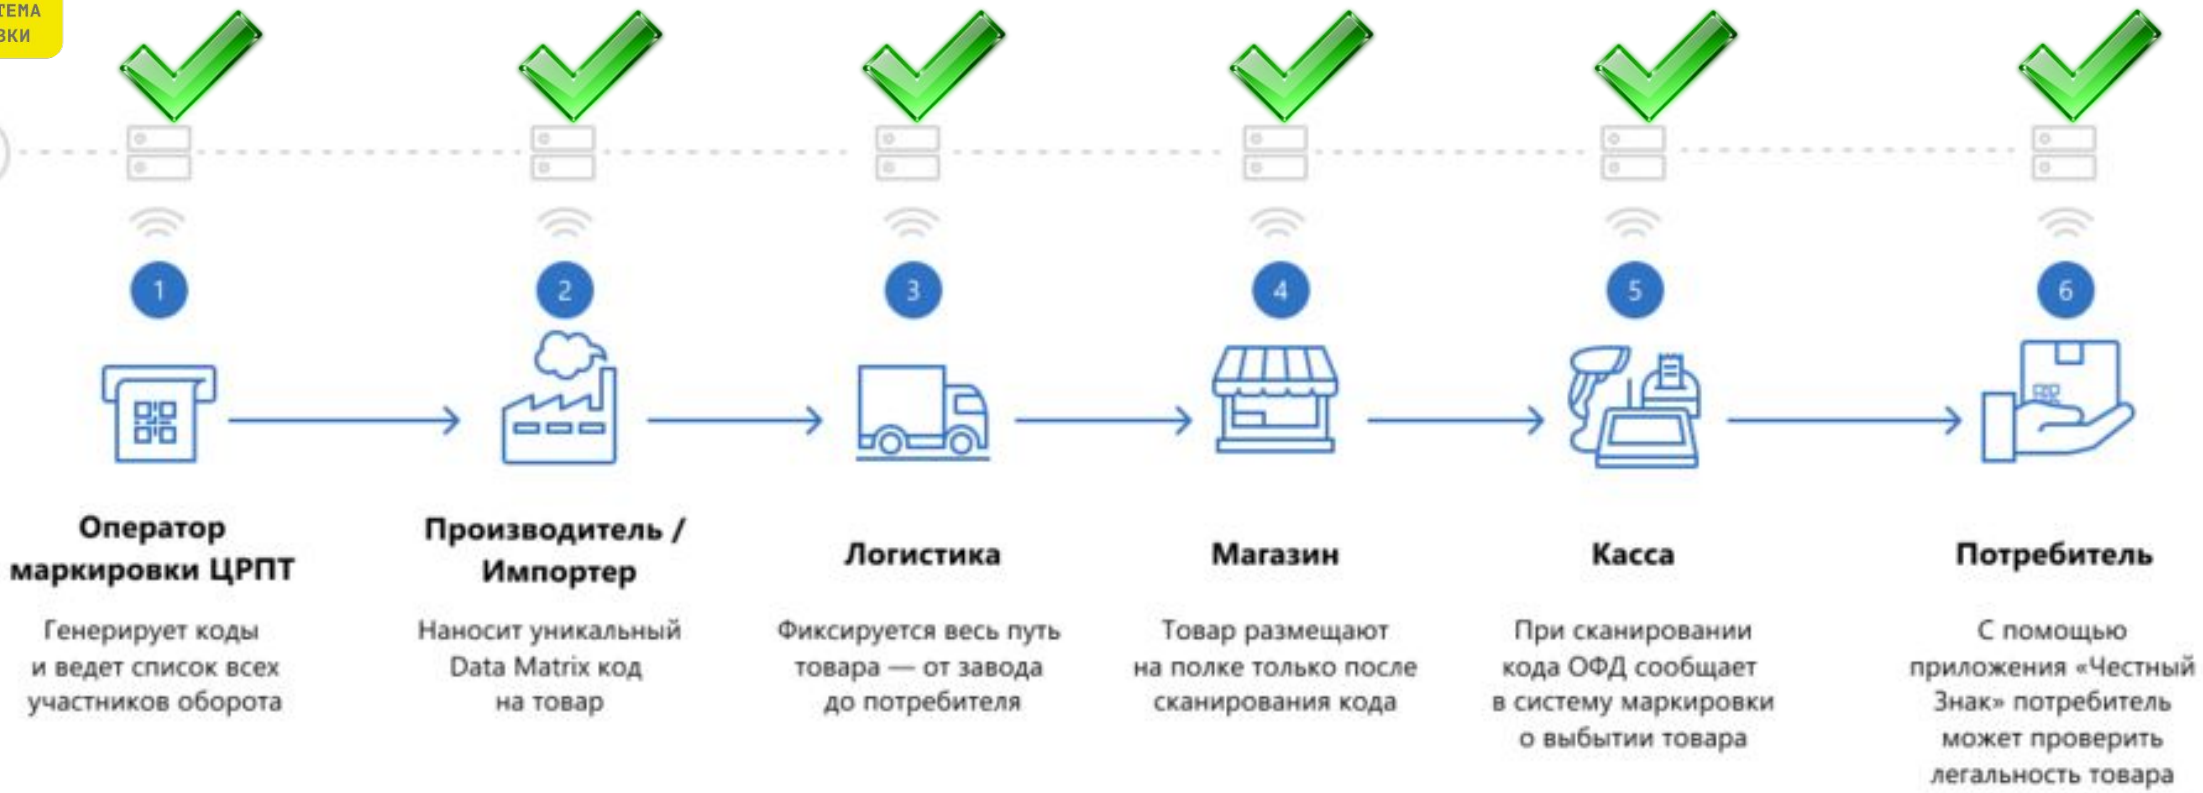 1
2
3
4
5
6
Оператор
маркировки ЦРПТ
Генерирует коды
и ведет список всех
участников оборота
Производитель /
Импортер
Наносит уникальный
Data Matrix код
на товар
Логистика
Фиксируется весь путь
товара — от завода
до потребителя
Магазин
Товар размещают
на полке только после
сканирования кода
Касса
При сканировании
кода ОФД сообщает
в систему маркировки
о выбытии товара
Потребитель
С помощью
приложения «Честный
Знак» потребитель
может проверить
легальность товара